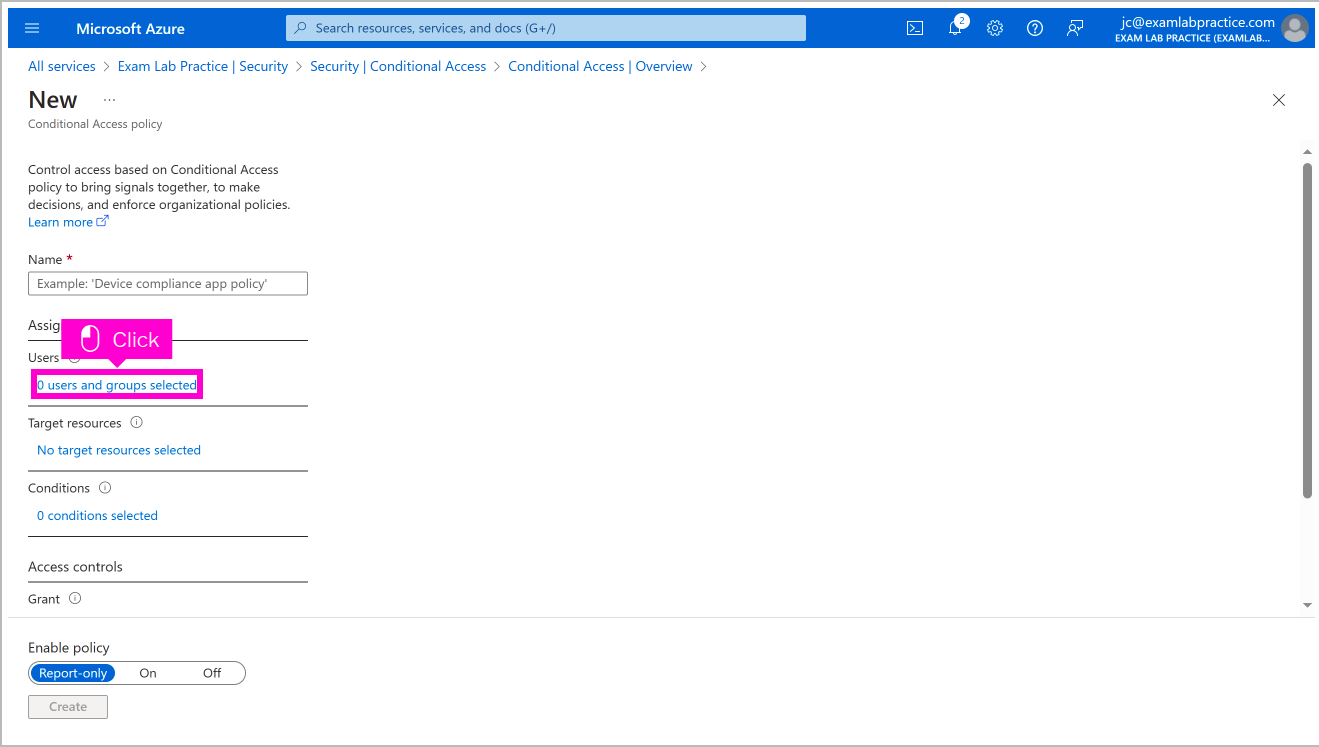 Microsoft Azure
Search resources, services, and docs (G+/)
2
jc@examlabpractice.com
EXAM LAB PRACTICE (EXAMLAB...
All services > Exam Lab Practice | Security > Security | Conditional Access > Conditional Access | Overview >
New ...
Conditional Access policy
Control access based on Conditional Access
policy to bring signals together, to make
decisions, and enforce organizational policies.
Learn more
Name *
Example: 'Device compliance app policy'
Assig
Click
Users
0 users and groups selected
Target resources
No target resources selected
Conditions
0 conditions selected
Access controls
Grant
Enable policy
Report-only On Off
Create